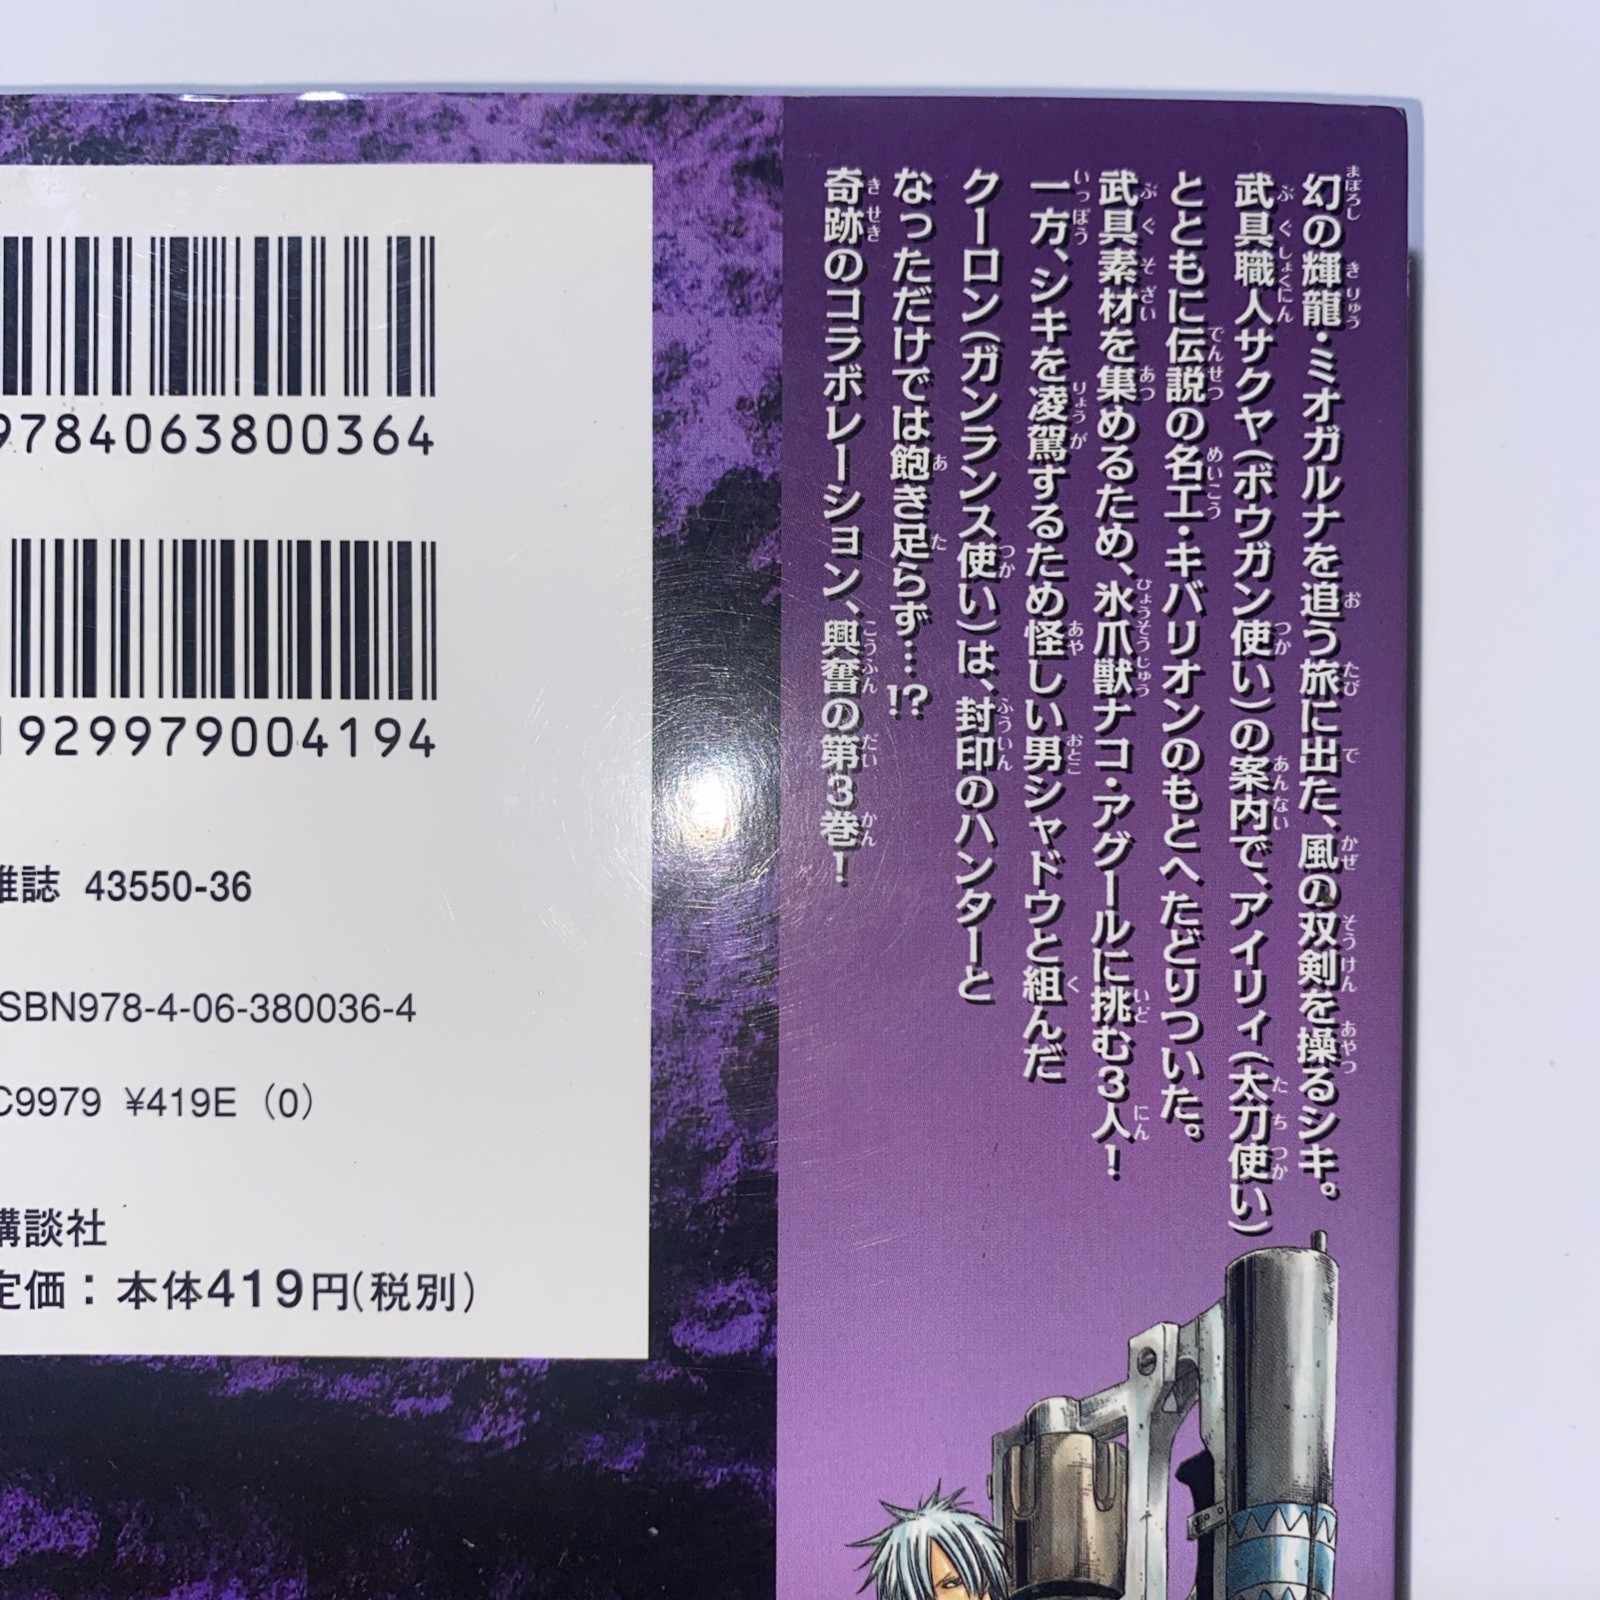 幻の輝龍・ミオガルナを追う旅に出た、風の双剣を操るシキ。
武具職人サクヤ(ボウガン使い)の案内で、アイリィ(太刀使い)
とともに伝説の名工・キバリオンのもとへたどりついた。
武具素材を集めるため、氷爪獣ナコ・アグールに挑む3人!
一方、シキを凌駕するため怪しい男シャドウと組んだ
クーロン(ガンランス使い)は、封印のハンターと
なっただけでは飽き足らず…!?
奇跡のコラボレーション、興奮の第3巻!
9784063800364
1929979004194
雑誌 43550-36
ISBN978-4-06-380036-4
C9979 ¥419E (0)
講談社
定価:本体419円(税別)